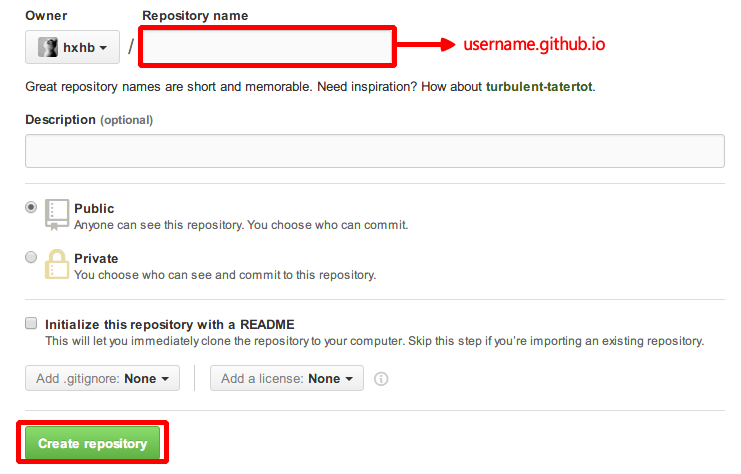 Owner Repository name
hxhb / username.github.io
Great repository names are short and memorable. Need inspiration? How about turbulent-tatertot.
Description (optional)
Public
Anyone can see this repository. You choose who can commit.
Private
You choose who can see and commit to this repository.
Initialize this repository with a README
This will let you immediately clone the repository to your computer. Skip this step if you’re importing an existing repository.
Add .gitignore: None Add a license: None
Create repository